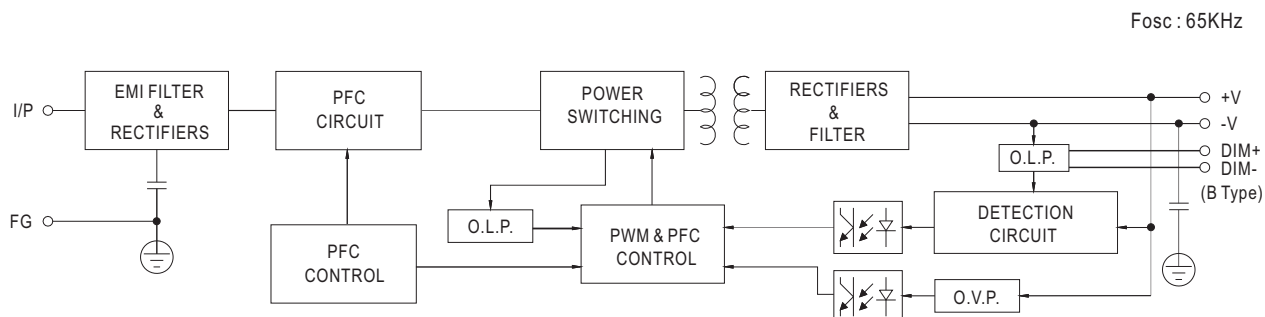 Fosc : 65KHz
I/P
EMI FILTER
&
RECTIFIERS
PFC
CIRCUIT
POWER
SWITCHING
RECTIFIERS
&
FILTER
+V
-V
DIM+
DIM-
(B Type)
O.L.P.
FG
O.L.P.
PFC
CONTROL
PWM & PFC
CONTROL
DETECTION
CIRCUIT
O.V.P.